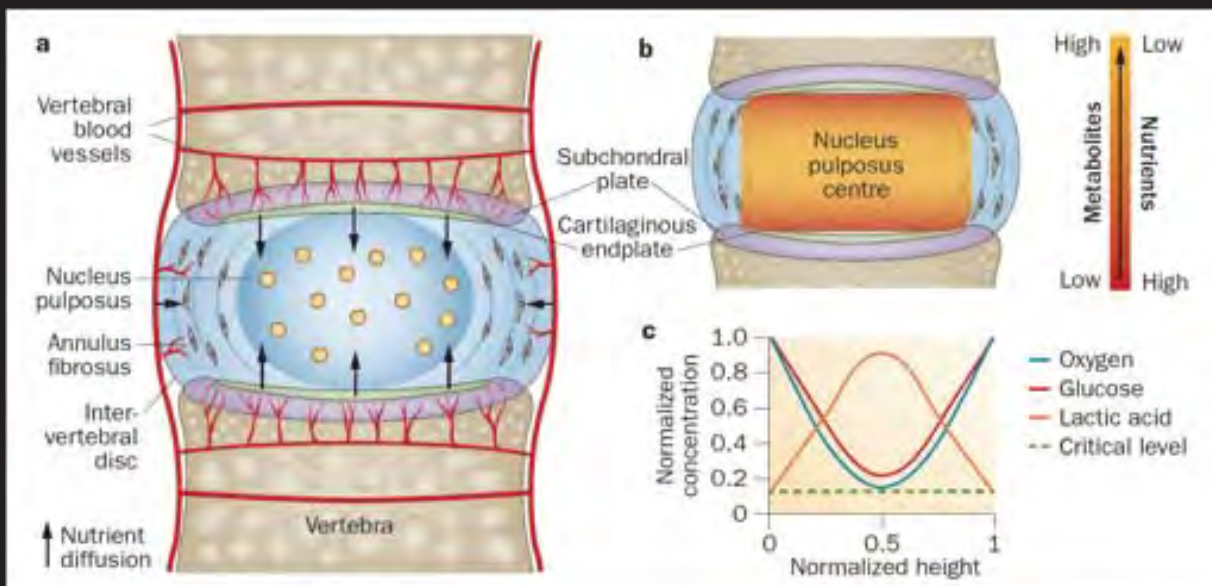 a
Vertebral
blood
vessels
Nucleus
pulposus
Annulus
fibrosus
Inter-
vertebral
disc
Nutrient
diffusion
Vertebra
Subchondral
plate
Cartilaginous
endplate
b
Nucleus
pulposus
centre
High
Low
Metabolites
Nutrients
Low
High
c
Normalized
concentration
1.0
0.8
0.6
0.4
0.2
0
0
0.5
1
Normalized height
Oxygen
Glucose
Lactic acid
Critical level